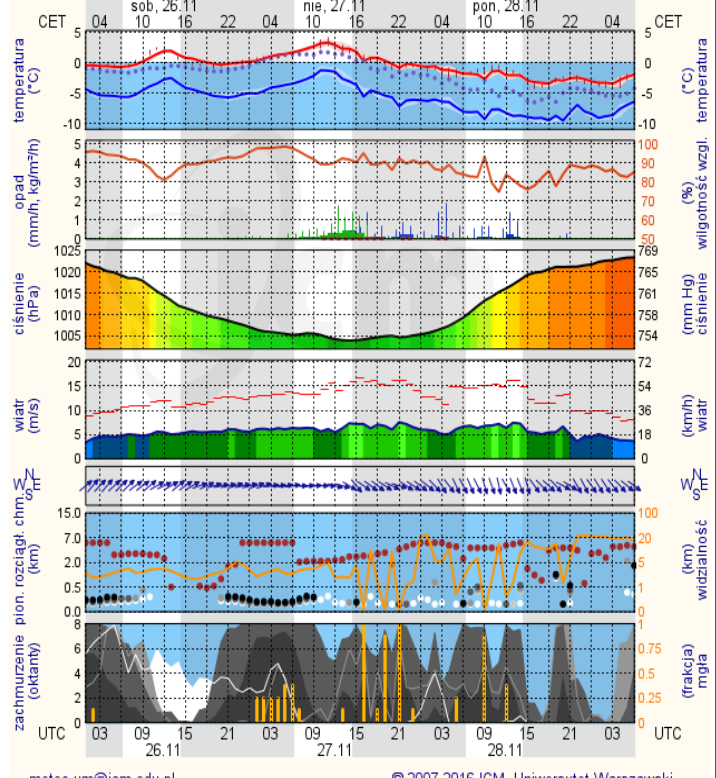 sob, 26.11 nie, 27.11 pon, 28.11
CET 04 10 16 22 04 10 16 22 04 10 16 22 04 CET
temperatura (°C) 5 0 -5 -10 5 0 -5 -10 temperatura (°C)
opad (mm/h, kg/m²/h) 5 4 3 2 1 0 100 90 80 70 60 50 wilgotność wzgl. (%)
ciśnienie (hPa) 1025 1020 1015 1010 1005 769 765 761 758 754 ciśnienie (mm Hg)
wiatr (m/s) 20 15 10 5 0 72 54 36 18 0 wiatr (km/h)
N W E S N W E S
pion. rozciągł. chm. (km) 15.0 7.0 2.0 0.5 0.0 100 20 5 1 0 widzialność (km)
zachmurzenie (oktanty) 8 6 4 2 0 1 0.75 0.5 0.25 0 mgła (frakcja)
UTC 03 09 15 21 03 09 15 21 03 09 15 21 03 UTC
26.11 27.11 28.11
meteo-um@icm.edu.pl © 2007-2016 ICM, Uniwersytet Warszawski